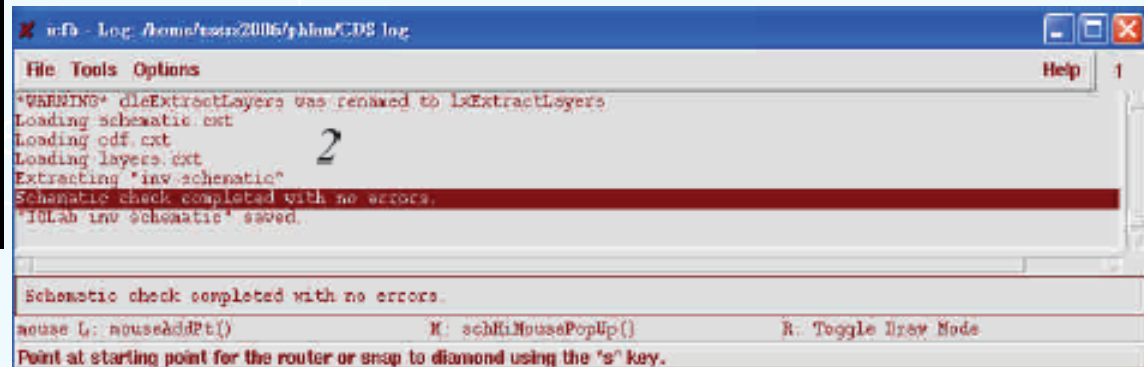 icfb - Log: /home/users2006/phlan/CDS.log
File Tools Options Help 1
*WARNING* dleExtractLayers was renamed to lxExtractLayers
Loading schematic.cxt
Loading cdf.cxt
Loading layers.cxt
2
Extracting "inv schematic"
Schematic check completed with no errors.
"ICLab inv schematic" saved.
Schematic check completed with no errors.
mouse L: mouseAddPt() M: schHiMousePopUp() R: Toggle Draw Mode
Point at starting point for the router or snap to diamond using the "s" key.